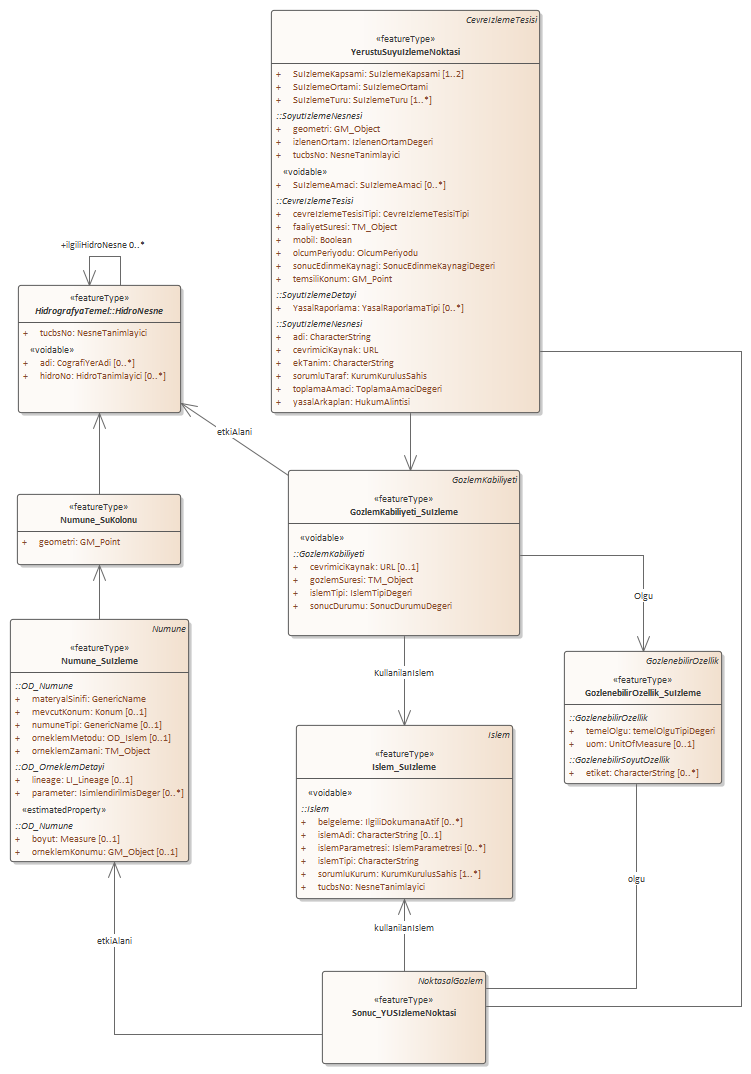 CevreIzlemeTesisi
«featureType»
YerustuSuyuIzlemeNoktasi
+ SuIzlemeKapsami: SuIzlemeKapsami [1..2]
+ SuIzlemeOrtami: SuIzlemeOrtami
+ SuIzlemeTuru: SuIzlemeTuru [1..*]
::SoyutIzlemeNesnesi
+ geometri: GM_Object
+ izlenenOrtam: IzlenenOrtamDegeri
+ tucbsNo: NesneTanimlayici
«voidable»
+ SuIzlemeAmaci: SuIzlemeAmaci [0..*]
::CevreIzlemeTesisi
+ cevreIzlemeTesisiTipi: CevreIzlemeTesisiTipi
+ faaliyetSuresi: TM_Object
+ mobil: Boolean
+ olcumPeriyodu: OlcumPeriyodu
+ sonucEdinmeKaynagi: SonucEdinmeKaynagiDegeri
+ temsiliKonum: GM_Point
::SoyutIzlemeDetayi
+ YasalRaporlama: YasalRaporlamaTipi [0..*]
::SoyutIzlemeNesnesi
+ adi: CharacterString
+ cevrimiciKaynak: URL
+ ekTanim: CharacterString
+ sorumluTaraf: KurumKurulusSahis
+ toplamaAmaci: ToplamaAmaciDegeri
+ yasalArkaplan: HukumAlintisi
+ilgiliHidroNesne 0..*
«featureType»
HidrografyaTemel::HidroNesne
+ tucbsNo: NesneTanimlayici
«voidable»
+ adi: CografiYerAdi [0..*]
+ hidroNo: HidroTanimlayici [0..*]
etkiAlani
«featureType»
Numune_SuKolonu
+ geometri: GM_Point
GozlemKabiliyeti
«featureType»
GozlemKabiliyeti_SuIzleme
«voidable»
::GozlemKabiliyeti
+ cevrimiciKaynak: URL [0..1]
+ gozlemSuresi: TM_Object
+ islemTipi: IslemTipiDegeri
+ sonucDurumu: SonucDurumuDegeri
Olgu
Numune
«featureType»
Numune_SuIzleme
::OD_Numune
+ materyalSinifi: GenericName
+ mevcutKonum: Konum [0..1]
+ numuneTipi: GenericName [0..1]
+ orneklemMetodu: OD_Islem [0..1]
+ orneklemZamani: TM_Object
::OD_OrneklemDetayi
+ lineage: LI_Lineage [0..1]
+ parameter: IsimlendirilmisDeger [0..*]
«estimatedProperty»
::OD_Numune
+ boyut: Measure [0..1]
+ orneklemKonumu: GM_Object [0..1]
KullanilanIslem
GozlenebilirOzellik
«featureType»
GozlenebilirOzellik_SuIzleme
::GozlenebilirOzellik
+ temelOlgu: temelOlguTipiDegeri
+ uom: UnitOfMeasure [0..1]
::GozlenebilirSoyutOzellik
+ etiket: CharacterString [0..*]
Islem
«featureType»
Islem_SuIzleme
«voidable»
::Islem
+ belgeleme: IlgiliDokumanaAtif [0..*]
+ islemAdi: CharacterString [0..1]
+ islemParametresi: IslemParametresi [0..*]
+ islemTipi: CharacterString
+ sorumluKurum: KurumKurulusSahis [1..*]
+ tucbsNo: NesneTanimlayici
olgu
kullanilanIslem
etkiAlani
NoktasalGozlem
«featureType»
Sonuc_YUSIzlemeNoktasi